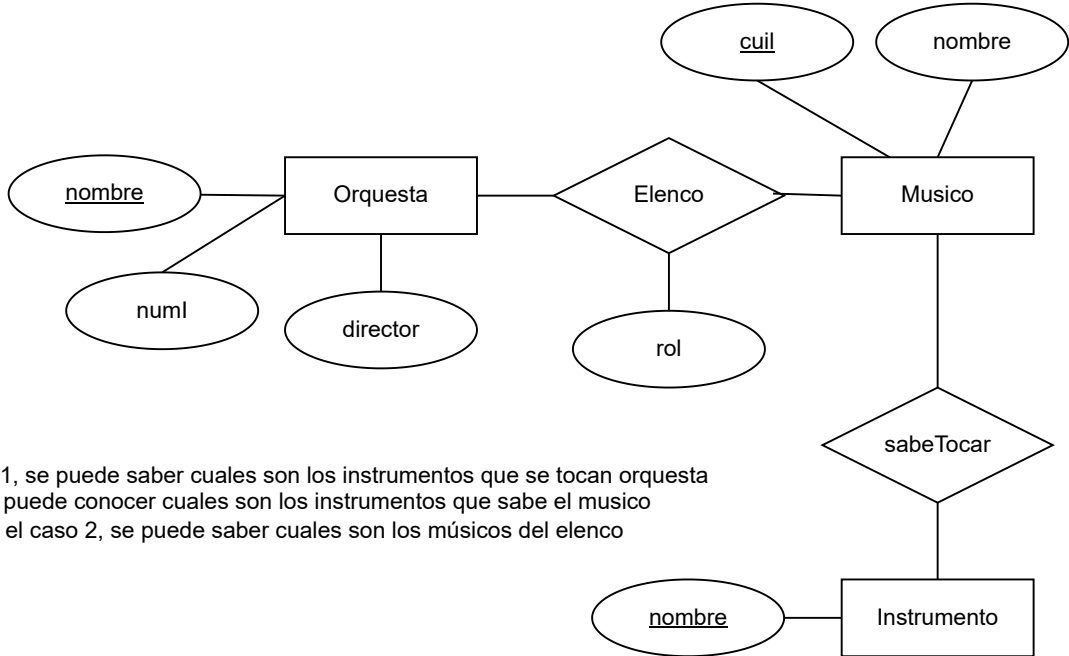 cuil
nombre
nombre
Orquesta
Elenco
Musico
numI
director
rol
sabeTocar
1, se puede saber cuales son los instrumentos que se tocan orquesta
puede conocer cuales son los instrumentos que sabe el musico
el caso 2, se puede saber cuales son los músicos del elenco
nombre
Instrumento